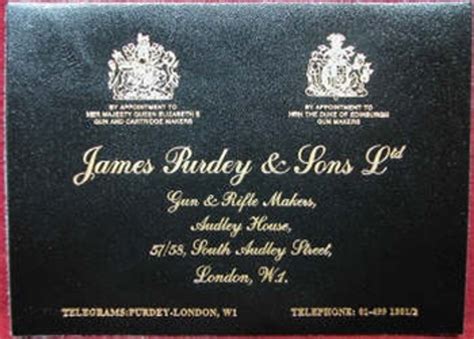 BY APPOINTMENT TO
HER MAJESTY QUEEN ELIZABETH II
GUN AND CARTRIDGE MAKERS
BY APPOINTMENT TO
HRH THE DUKE OF EDINBURGH
GUN MAKERS
James Purdey & Sons Ltd
Gun & Rifle Makers,
Audley House,
57/58, South Audley Street,
London, W1.
TELEGRAMS:PURDEY-LONDON, W1
TELEPHONE: 01-499 1801/2